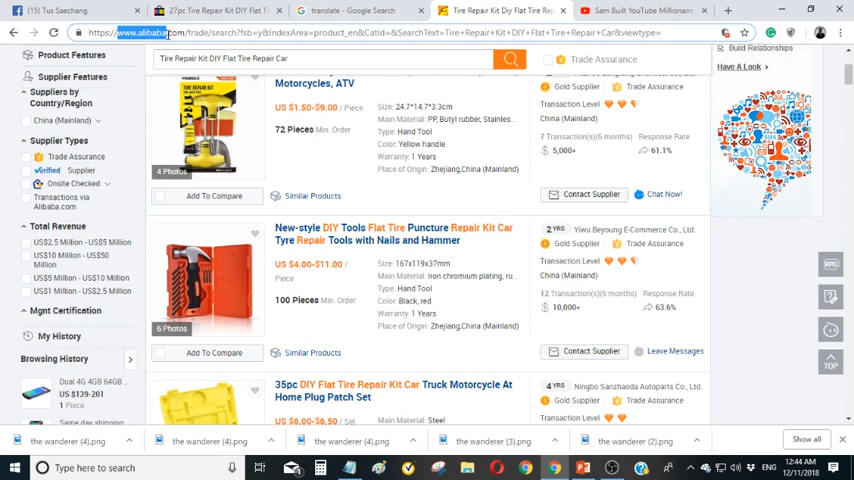 (15) Tus Saechang
27pc Tire Repair Kit DIY Flat Ti
translate - Google Search
Tire Repair Kit Diy Flat Tire Rep
Sam Built YouTube Millionaire
https://www.alibaba.com/trade/search?fsb=y&IndexArea=product_en&CatId=&SearchText=Tire+Repair+Kit+DIY+Flat+Tire+Repair+Car&viewtype=
Product Features
Supplier Features
Suppliers by
Country/Region
China (Mainland)
Supplier Types
Trade Assurance
Verified Supplier
Onsite Checked
Transactions via
Alibaba.com
Total Revenue
US$2.5 Million - US$5 Million
US$10 Million - US$50
Million
US$5 Million - US$10 Million
US$1 Million - US$2.5 Million
Mgnt Certification
My History
Browsing History
Dual 4G 4GB 64GB ...
US$139-201
1 Piece
Same day shipping
Tire Repair Kit DIY Flat Tire Repair Car
Trade Assurance
Motorcycles, ATV
US $1.50-$9.00 / Piece
72 Pieces Min. Order
Size: 24.7*14.7*3.3cm
Main Material: PP, Butyl rubber, Stainles...
Type: Hand Tool
Color: Yellow handle
Warranty: 1 Years
Place of Origin: Zhejiang,China (Mainland)
4 Photos
Add To Compare
Similar Products
Gold Supplier
Trade Assurance
Transaction Level
7 Transaction(s)(6 months) Response Rate
$ 5,000+ 61.1%
Contact Supplier
Chat Now!
New-style DIY Tools Flat Tire Puncture Repair Kit Car
Tyre Repair Tools with Nails and Hammer
US $4.00-$11.00 /
Piece
100 Pieces Min. Order
Size: 167x119x37mm
Main Material: Iron chromium plating, ru...
Type: Hand Tool
Color: Black, red
Warranty: 1 Years
Place of Origin: Zhejiang,China (Mainland)
6 Photos
Add To Compare
Similar Products
2 YRS Yiwu Beyoung E-Commerce Co., Ltd.
Gold Supplier
Trade Assurance
Transaction Level
China (Mainland)
12 Transaction(s)(6 months) Response Rate
$ 10,000+ 63.6%
Contact Supplier
Leave Messages
35pc DIY Flat Tire Repair Kit Car Truck Motorcycle At
Home Plug Patch Set
US $6.00-$6.50 / Set
Main Material: Steel
4 YRS Ningbo Sanzhaoda Autoparts Co., Ltd.
Gold Supplier
Trade Assurance
Transaction Level
Build Relationships
Have A Look
RFQ
TOP
the wanderer (4).png
the wanderer (4).png
the wanderer (4).png
the wanderer (3).png
the wanderer (2).png
Show all
Type here to search
ENG
12:44 AM
12/11/2018